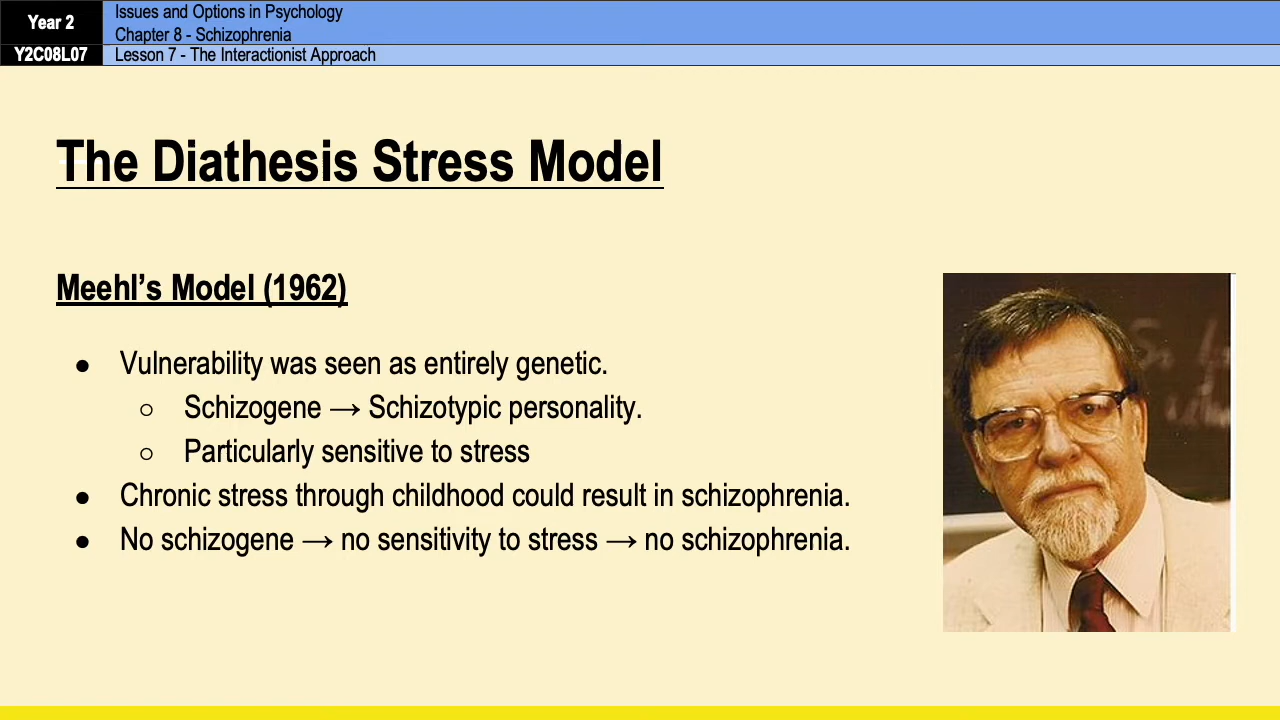 Year 2
Issues and Options in Psychology
Chapter 8 - Schizophrenia
Y2C08L07
Lesson 7 - The Interactionist Approach
The Diathesis Stress Model
Meehl’s Model (1962)
● Vulnerability was seen as entirely genetic.
○ Schizogene → Schizotypic personality.
○ Particularly sensitive to stress
● Chronic stress through childhood could result in schizophrenia.
● No schizogene → no sensitivity to stress → no schizophrenia.